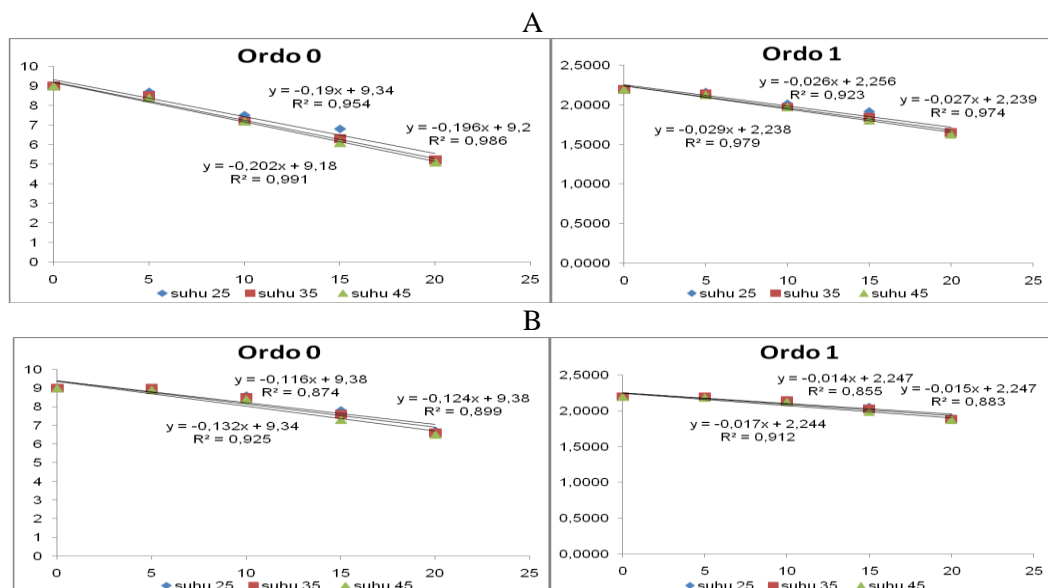 A
Ordo 0
10
9
8
7
6
5
4
3
2
1
0
y = -0,19x + 9,34
R² = 0,954
y = -0,196x + 9,2
R² = 0,986
y = -0,202x + 9,18
R² = 0,991
0 5 10 15 20 25
suhu 25 suhu 35 suhu 45
Ordo 1
2,5000
2,0000
1,5000
1,0000
0,5000
0,0000
y = -0,026x + 2,256
R² = 0,923
y = -0,027x + 2,239
R² = 0,974
y = -0,029x + 2,238
R² = 0,979
0 5 10 15 20 25
suhu 25 suhu 35 suhu 45
B
Ordo 0
10
9
8
7
6
5
4
3
2
1
0
y = -0,116x + 9,38
R² = 0,874
y = -0,124x + 9,38
R² = 0,899
y = -0,132x + 9,34
R² = 0,925
0 5 10 15 20 25
suhu 25 suhu 35 suhu 45
Ordo 1
2,5000
2,0000
1,5000
1,0000
0,5000
0,0000
y = -0,014x + 2,247
R² = 0,855
y = -0,015x + 2,247
R² = 0,883
y = -0,017x + 2,244
R² = 0,912
0 5 10 15 20 25
suhu 25 suhu 35 suhu 45